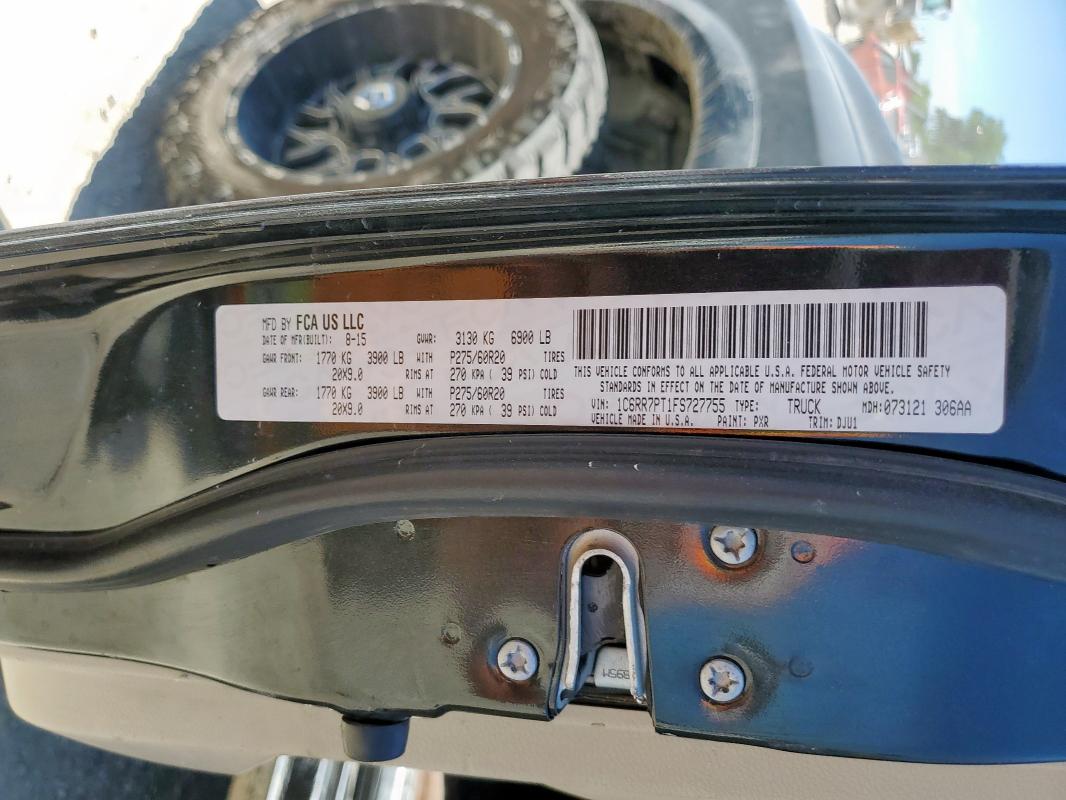 MFD BY FCA US LLC
DATE OF MFR(BUILT): 8-15 GVWR: 3130 KG 6900 LB
GAWR FRONT: 1770 KG 3900 LB WITH P275/60R20 TIRES
20X9.0 RIMS AT 270 KPA ( 39 PSI) COLD
GAWR REAR: 1770 KG 3900 LB WITH P275/60R20 TIRES
20X9.0 RIMS AT 270 KPA ( 39 PSI) COLD
THIS VEHICLE CONFORMS TO ALL APPLICABLE U.S.A. FEDERAL MOTOR VEHICLE SAFETY
STANDARDS IN EFFECT ON THE DATE OF MANUFACTURE SHOWN ABOVE.
VIN: 1C6RR7PT1FS727755 TYPE: TRUCK MDH: 073121 306AA
VEHICLE MADE IN U.S.A. PAINT: PXR TRIM: DJU1